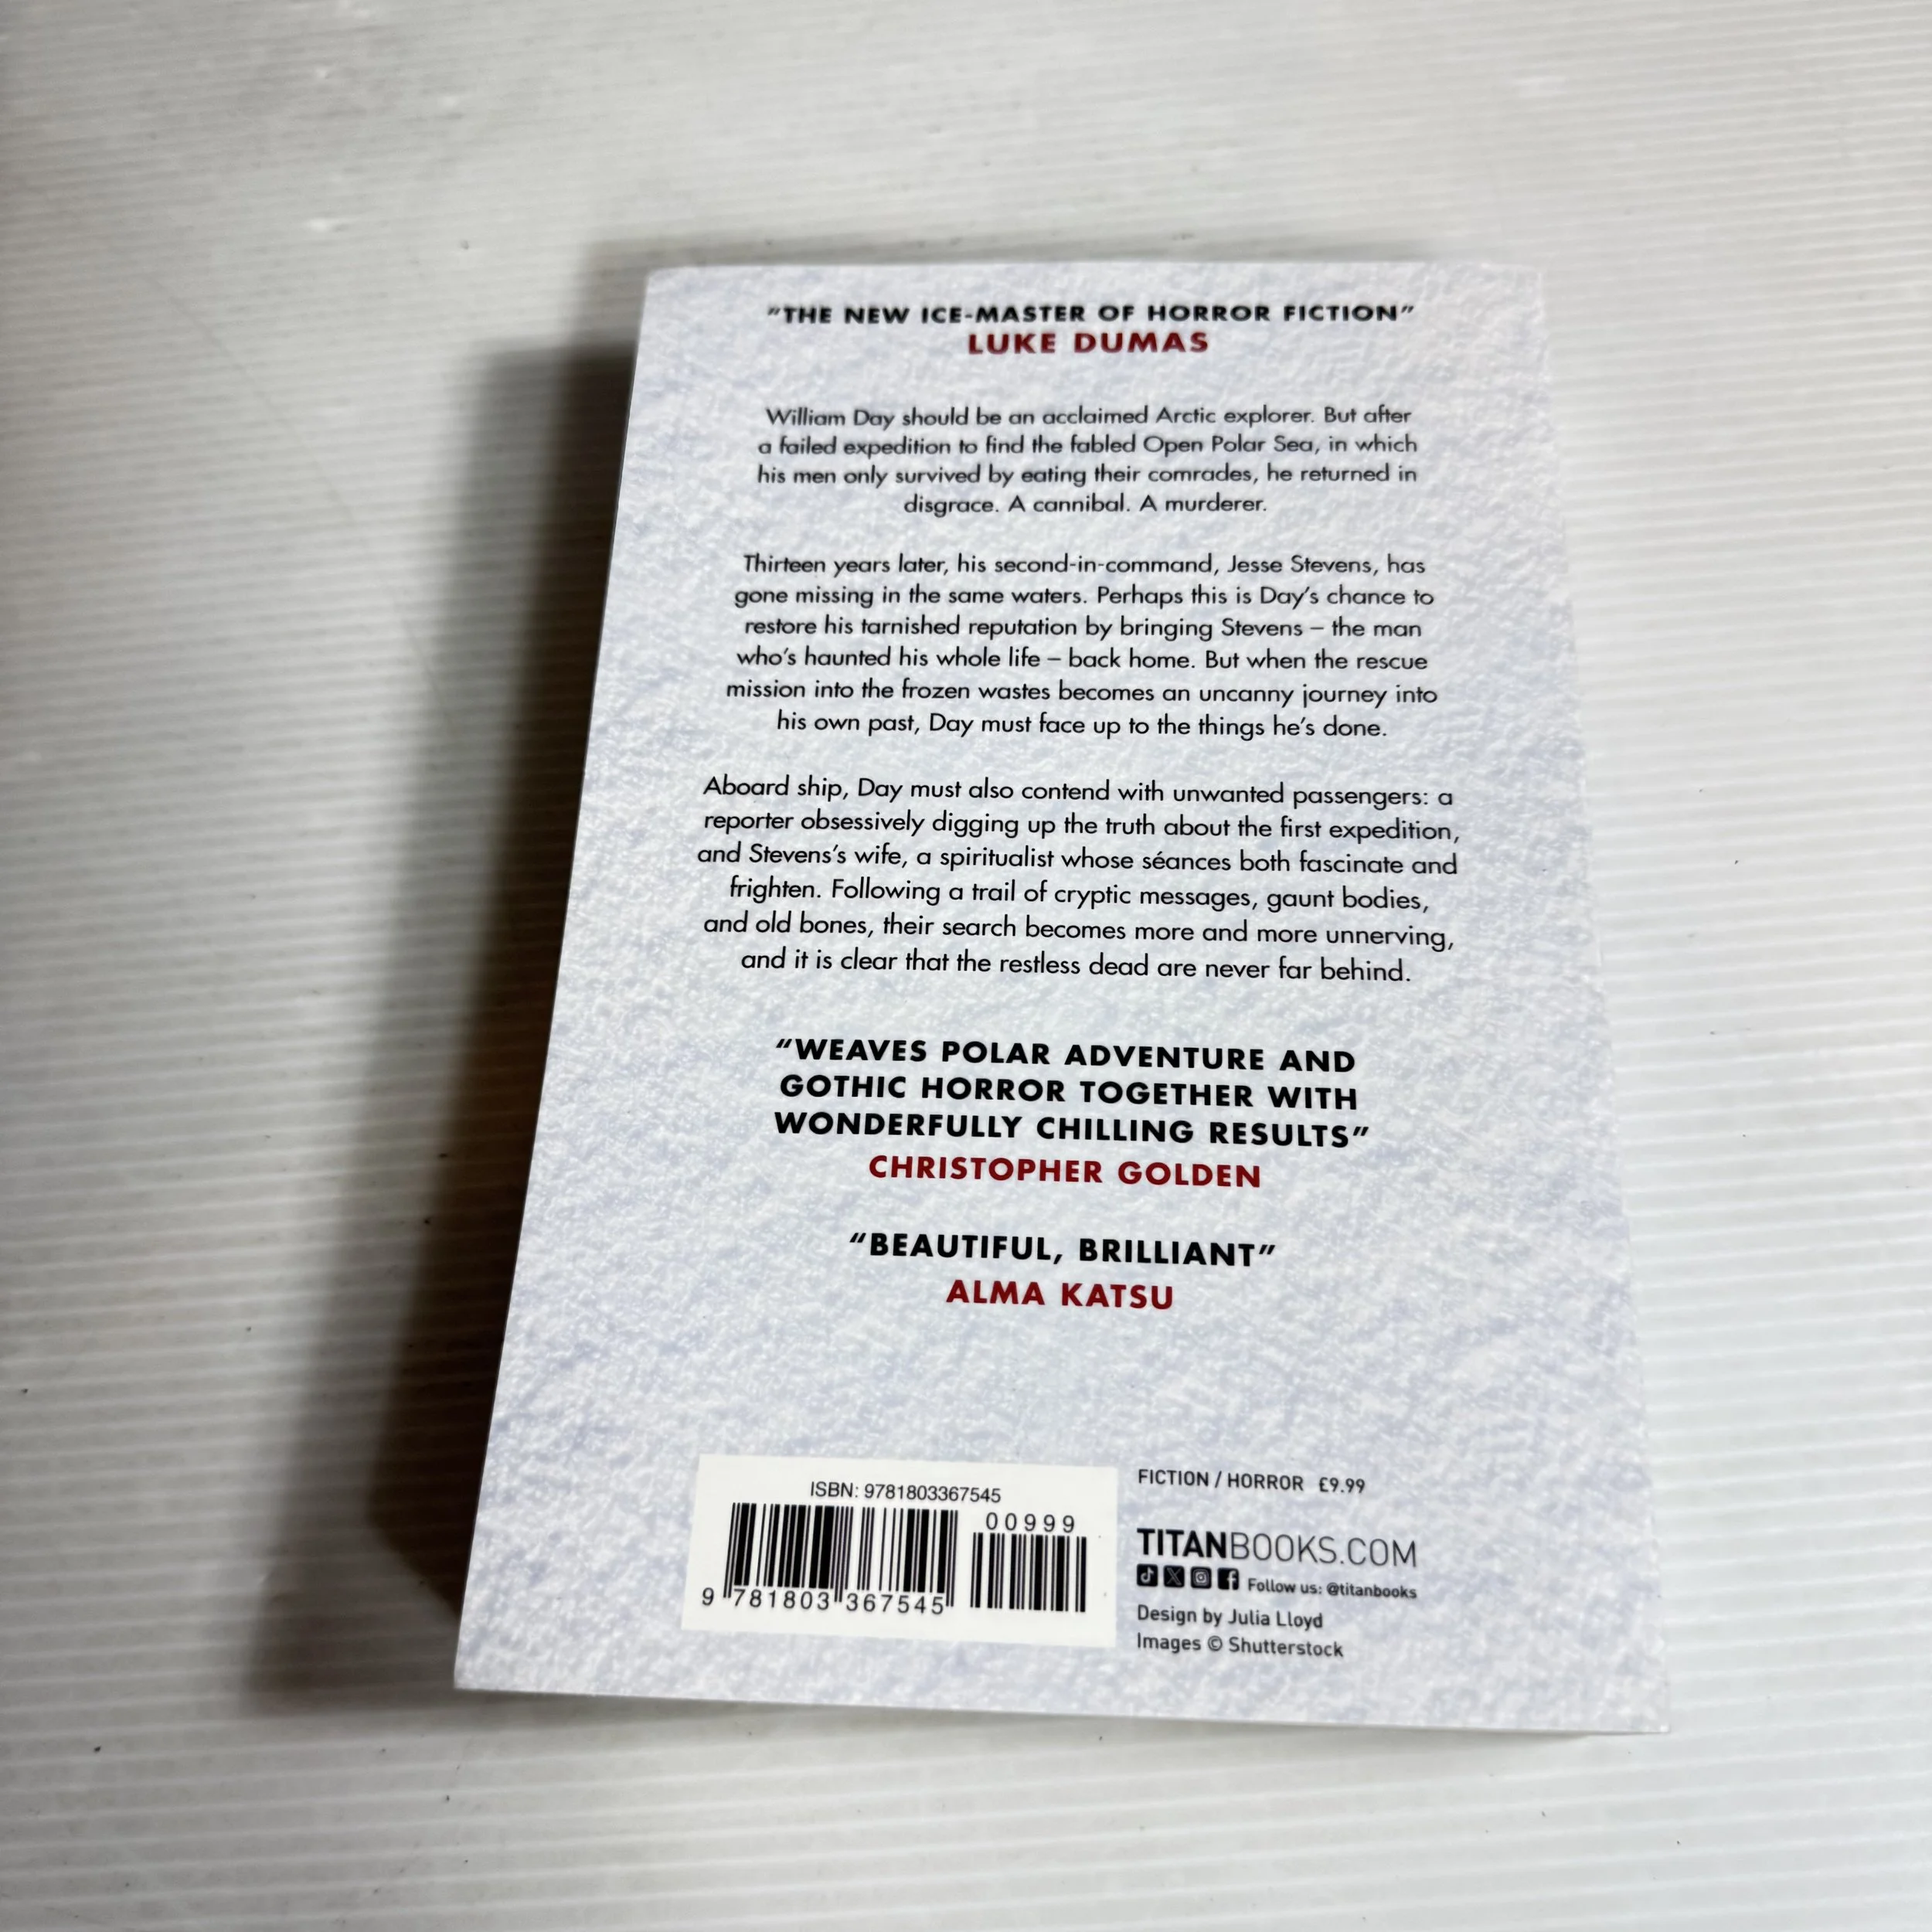 "THE NEW ICE-MASTER OF HORROR FICTION"
LUKE DUMAS
William Day should be an acclaimed Arctic explorer. But after
a failed expedition to find the fabled Open Polar Sea, in which
his men only survived by eating their comrades, he returned in
disgrace. A cannibal. A murderer.
Thirteen years later, his second-in-command, Jesse Stevens, has
gone missing in the same waters. Perhaps this is Day's chance to
restore his tarnished reputation by bringing Stevens – the man
who's haunted his whole life – back home. But when the rescue
mission into the frozen wastes becomes an uncanny journey into
his own past, Day must face up to the things he's done.
Aboard ship, Day must also contend with unwanted passengers: a
reporter obsessively digging up the truth about the first expedition,
and Stevens's wife, a spiritualist whose séances both fascinate and
frighten. Following a trail of cryptic messages, gaunt bodies,
and old bones, their search becomes more and more unnerving,
and it is clear that the restless dead are never far behind.
"WEAVES POLAR ADVENTURE AND
GOTHIC HORROR TOGETHER WITH
WONDERFULLY CHILLING RESULTS"
CHRISTOPHER GOLDEN
"BEAUTIFUL, BRILLIANT"
ALMA KATSU
ISBN: 9781803367545
00999
9 781803 367545
FICTION / HORROR £9.99
TITANBOOKS.COM
Follow us: @titanbooks
Design by Julia Lloyd
Images © Shutterstock